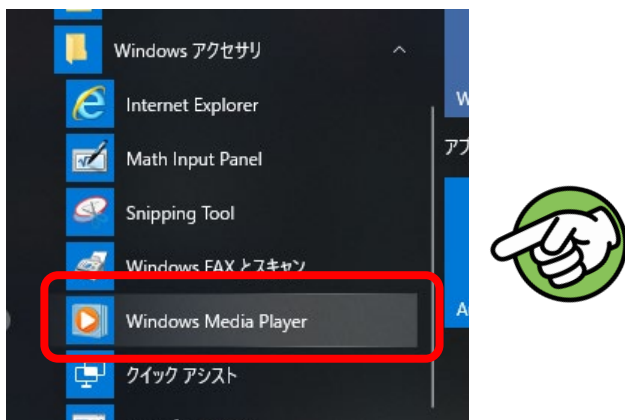 Windows アクセサリ
Internet Explorer
W
Math Input Panel
Snipping Tool
Windows FAX とスキャン
Windows Media Player
クイック アシスト